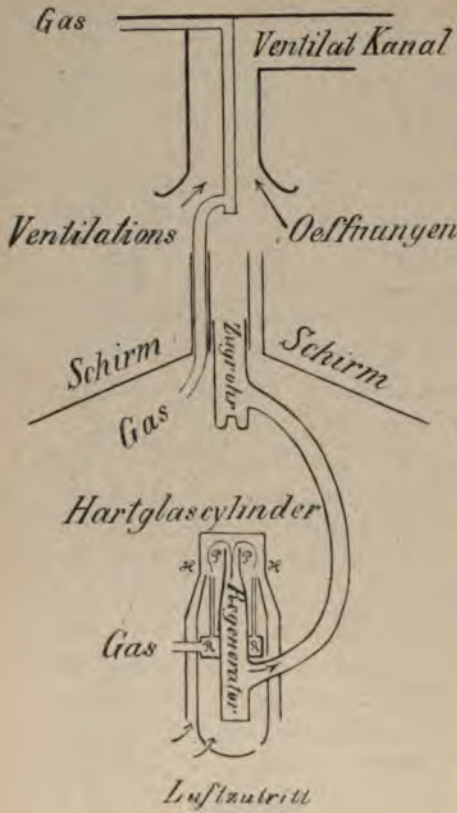 Gas
Ventilat Kanal
Ventilations
Oeffnungen
Schirm
Zugrohr
Schirm
Gas
Hartglascylinder
H
P
P
H
Regenerator
Gas
R
R
Luftzutritt